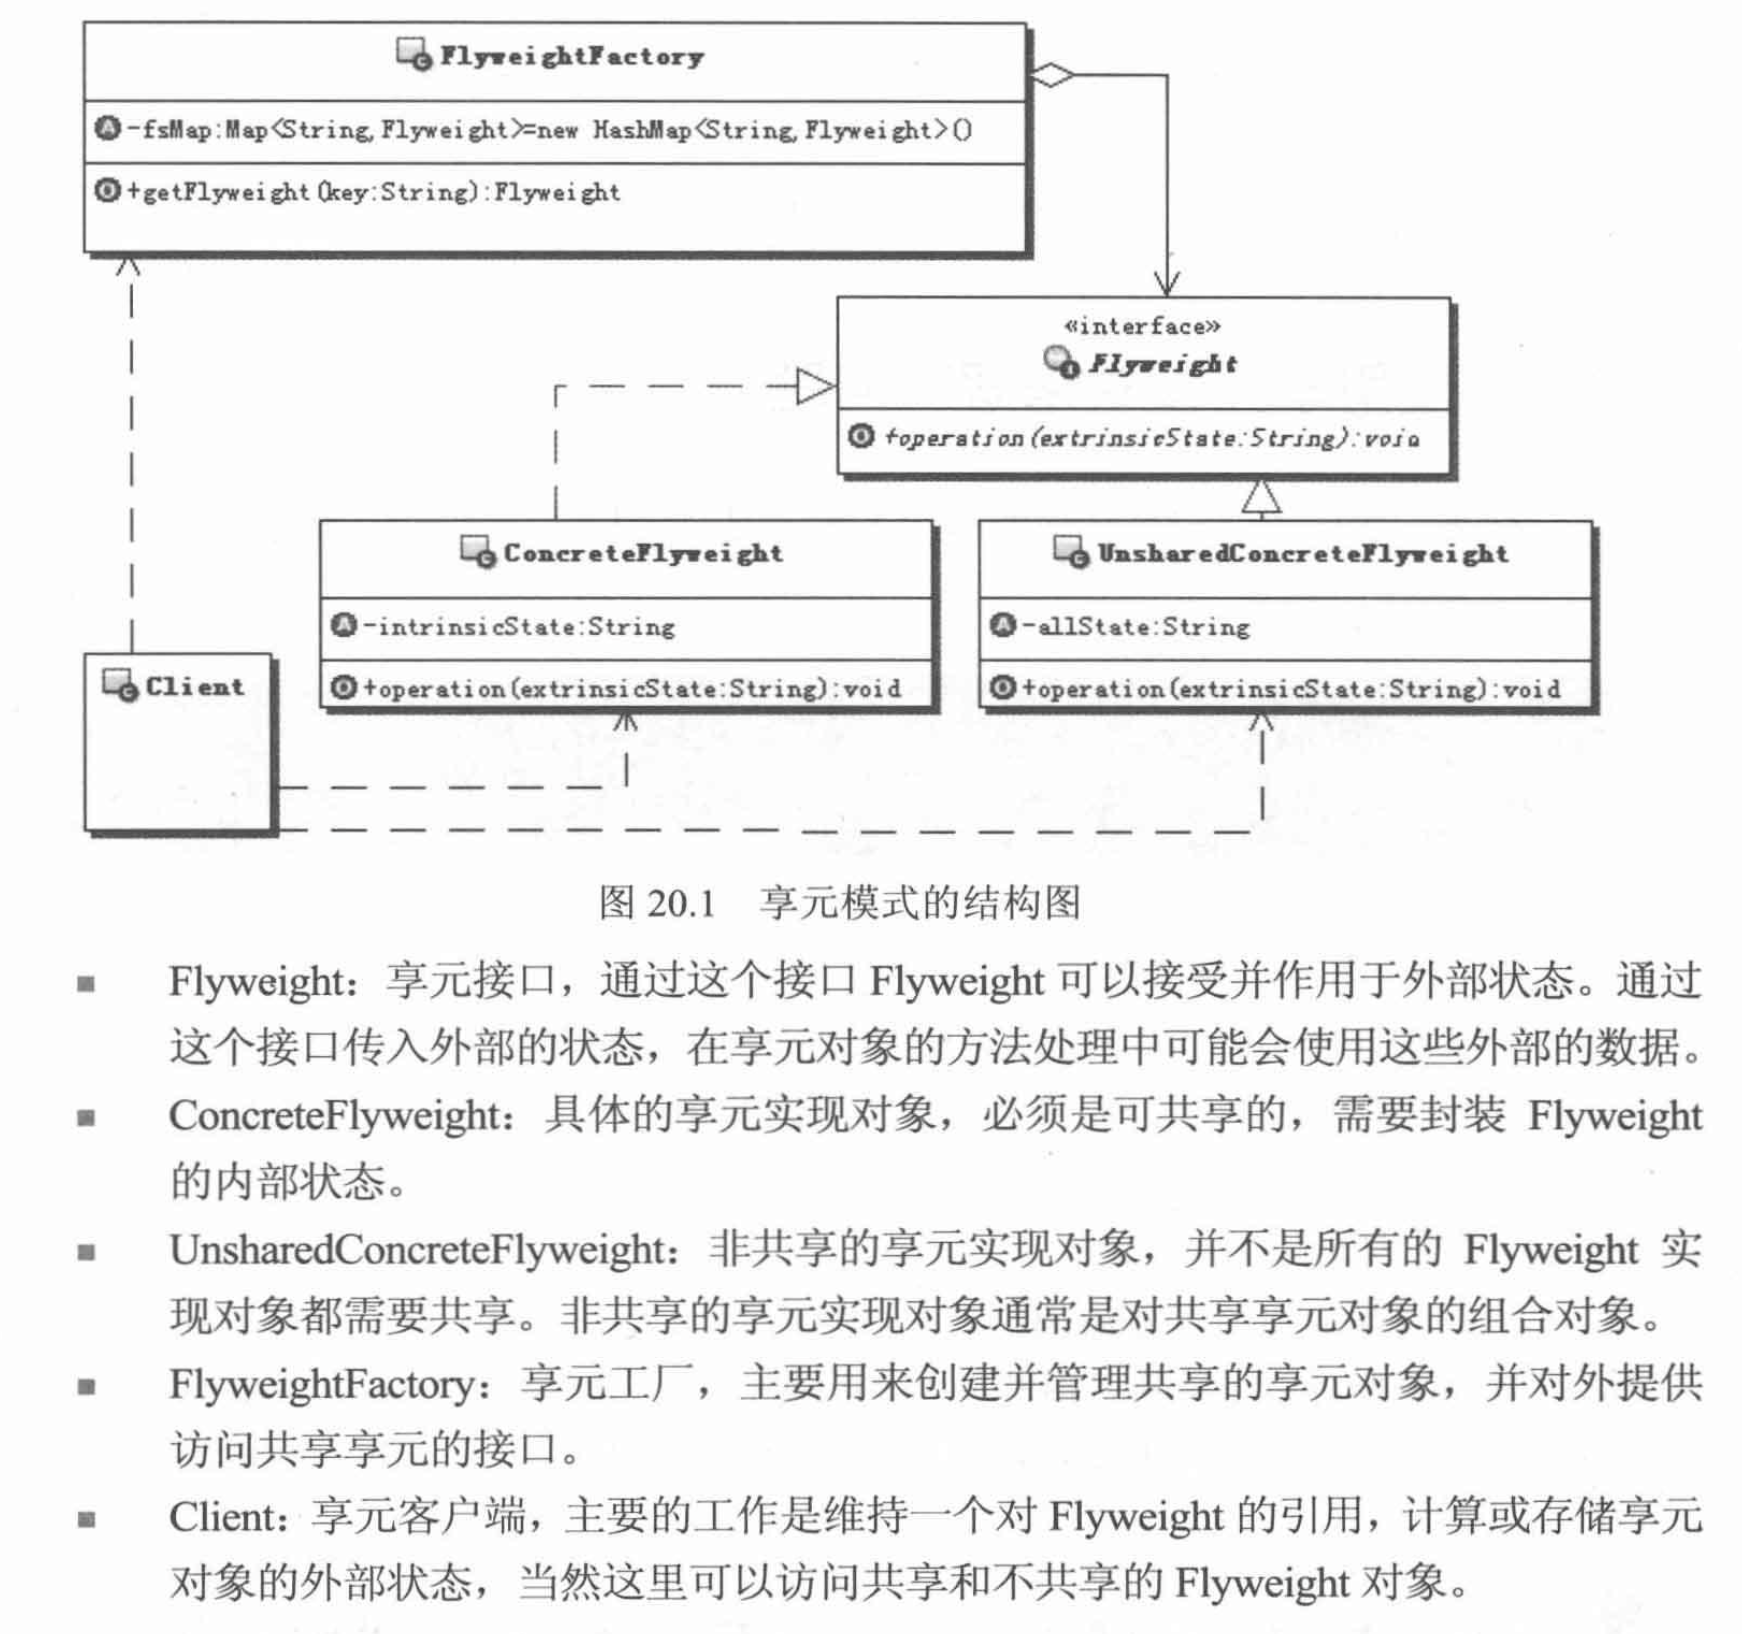 FlyweightFactory
-fsMap:Map<String,Flyweight>=new HashMap<String,Flyweight>()
+getFlyweight(key:String):Flyweight
«interface»
Flyweight
+operation(extrinsicState:String):void
ConcreteFlyweight
-intrinsicState:String
+operation(extrinsicState:String):void
UnsharedConcreteFlyweight
-allState:String
+operation(extrinsicState:String):void
Client
图 20.1 享元模式的结构图
■ Flyweight：享元接口，通过这个接口 Flyweight 可以接受并作用于外部状态。通过
这个接口传入外部的状态，在享元对象的方法处理中可能会使用这些外部的数据。
■ ConcreteFlyweight：具体的享元实现对象，必须是可共享的，需要封装 Flyweight
的内部状态。
■ UnsharedConcreteFlyweight：非共享的享元实现对象，并不是所有的 Flyweight 实
现对象都需要共享。非共享的享元实现对象通常是对共享享元对象的组合对象。
■ FlyweightFactory：享元工厂，主要用来创建并管理共享的享元对象，并对外提供
访问共享享元的接口。
■ Client：享元客户端，主要的工作是维持一个对 Flyweight 的引用，计算或存储享元
对象的外部状态，当然这里可以访问共享和不共享的 Flyweight 对象。